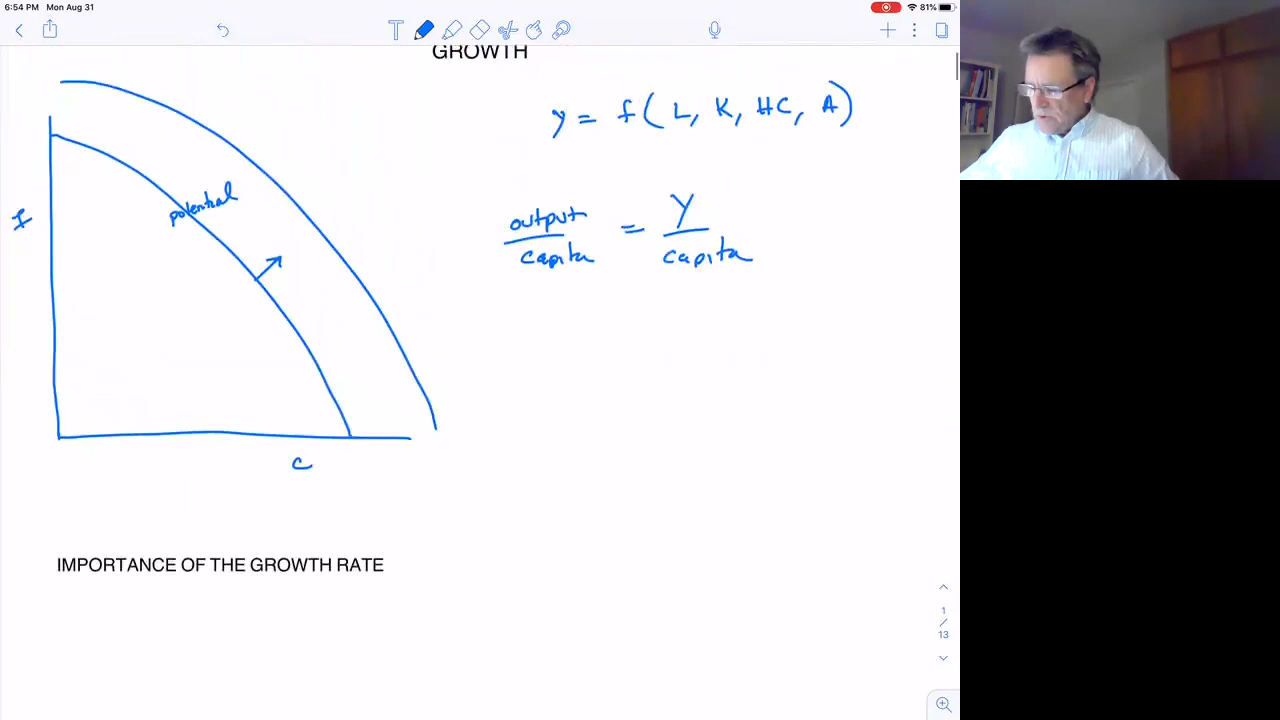 6:54 PM Mon Aug 31
81%
T
GROWTH
y = f(L, K, HC, A)
potential
I
output = Y
capita capita
C
IMPORTANCE OF THE GROWTH RATE
1
/
13